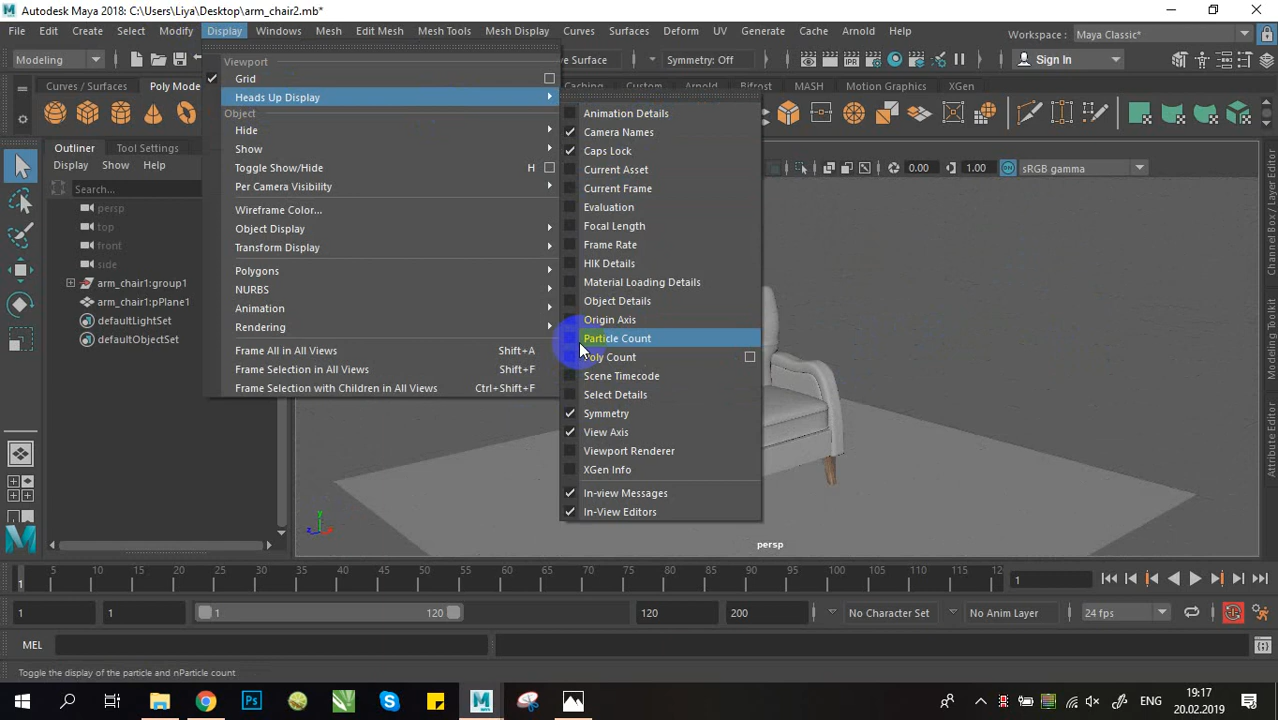 Autodesk Maya 2018: C:\Users\Liya\Desktop\arm_chair2.mb*
File Edit Create Select Modify Display Windows Mesh Edit Mesh Mesh Tools Mesh Display Curves Surfaces Deform UV Generate Cache Arnold Help
Workspace : Maya Classic*
Modeling
Symmetry: Off
Sign In
Curves / Surfaces
Arnold Bifrost MASH Motion Graphics XGen
Outliner Tool Settings
Display Show Help
Search...
persp
top
front
side
arm_chair1:group1
arm_chair1:pPlane1
defaultLightSet
defaultObjectSet
Viewport
Grid
Heads Up Display
Object
Hide
Show
Toggle Show/Hide H
Per Camera Visibility
Wireframe Color...
Object Display
Transform Display
Polygons
NURBS
Animation
Rendering
Frame All in All Views Shift+A
Frame Selection in All Views Shift+F
Frame Selection with Children in All Views Ctrl+Shift+F
Animation Details
Camera Names
Caps Lock
Current Asset
Current Frame
Evaluation
Focal Length
Frame Rate
HIK Details
Material Loading Details
Object Details
Origin Axis
Particle Count
Poly Count
Scene Timecode
Select Details
Symmetry
View Axis
Viewport Renderer
XGen Info
In-view Messages
In-View Editors
0.00 1.00 sRGB gamma
Channel Box / Layer Editor
Modeling Toolkit
Attribute Editor
persp
1 5 10 15 20 25 30 35 40 45 50 55 60 65 70 75 80 85 90 95 100 105 110 115 12
1
1 1 1 120 120 200 No Character Set No Anim Layer 24 fps
MEL
Toggle the display of the particle and nParticle count
ENG
19:17
20.02.2019